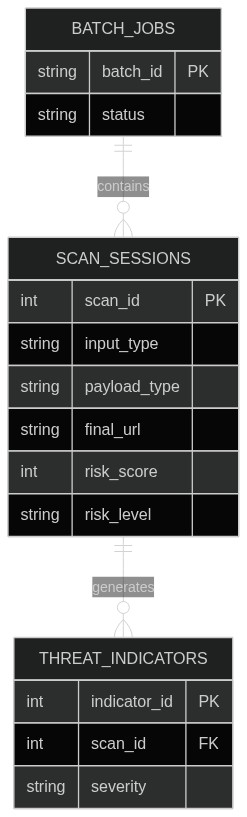 BATCH_JOBS
string batch_id PK
string status
contains
SCAN_SESSIONS
int scan_id PK
string input_type
string payload_type
string final_url
int risk_score
string risk_level
generates
THREAT_INDICATORS
int indicator_id PK
int scan_id FK
string severity